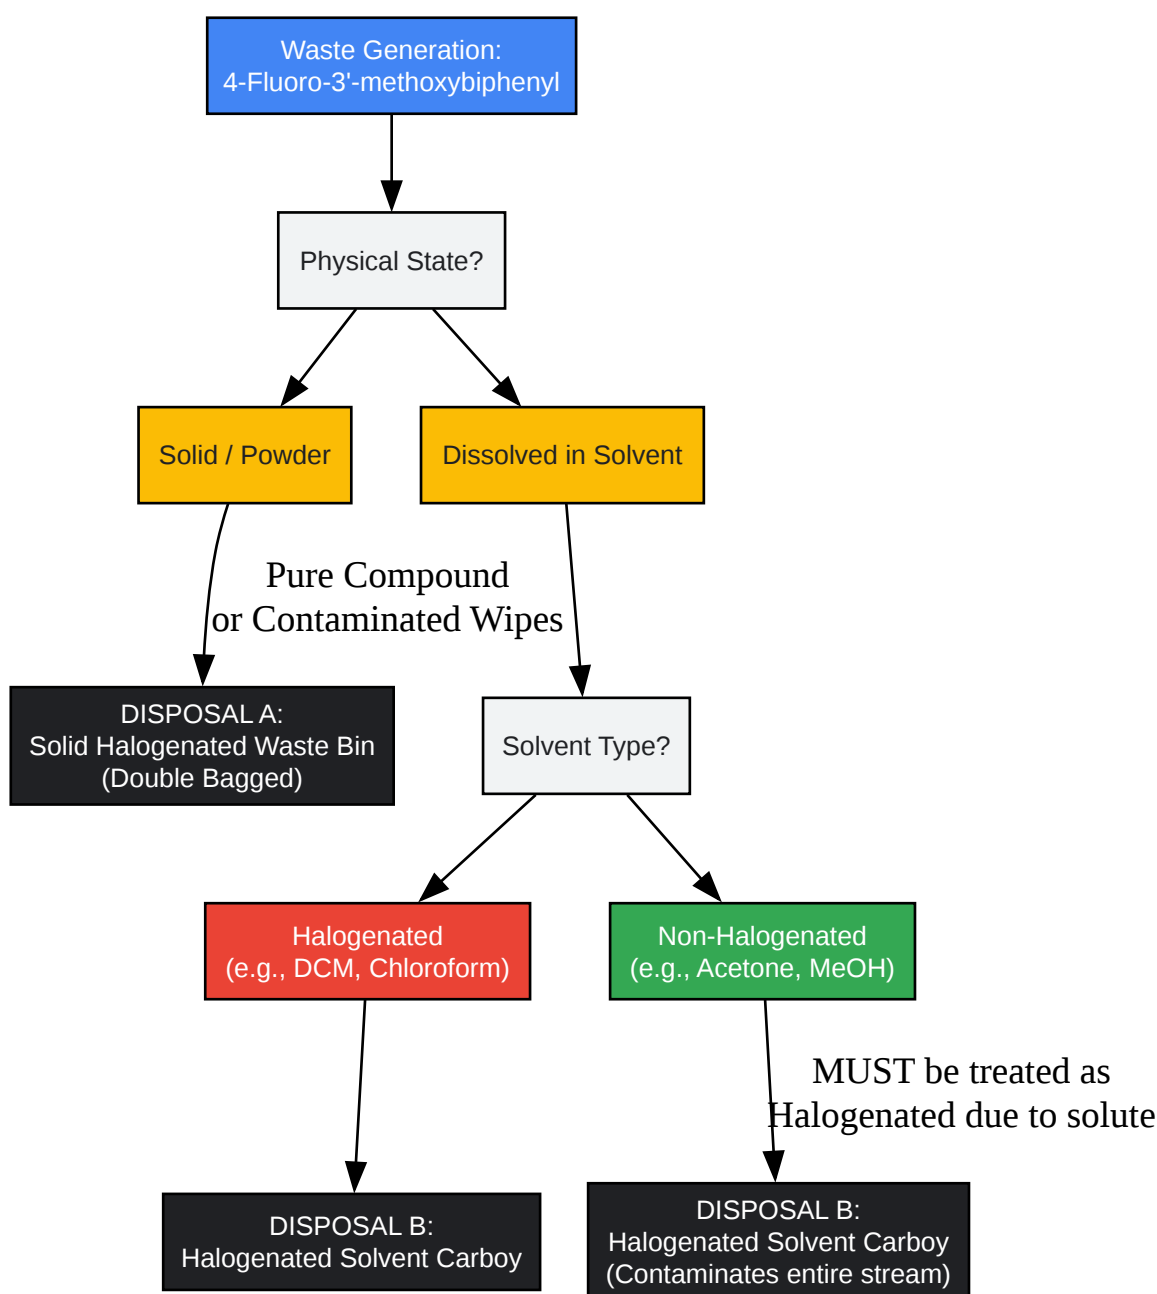 Waste Generation:
4-Fluoro-3'-methoxybiphenyl
Physical State?
Solid / Powder
Dissolved in Solvent
Pure Compound
or Contaminated Wipes
DISPOSAL A:
Solid Halogenated Waste Bin
(Double Bagged)
Solvent Type?
Halogenated
(e.g., DCM, Chloroform)
Non-Halogenated
(e.g., Acetone, MeOH)
MUST be treated as
Halogenated due to solute
DISPOSAL B:
Halogenated Solvent Carboy
DISPOSAL B:
Halogenated Solvent Carboy
(Contaminates entire stream)